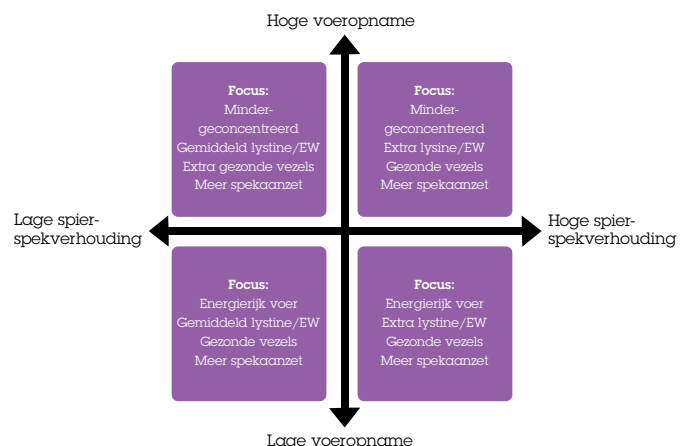 Hoge voeropname
Focus:
Minder-
geconcentreerd
Gemiddeld lystine/EW
Extra gezonde vezels
Meer spekaanzet
Focus:
Minder-
geconcentreerd
Extra lysine/EW
Gezonde vezels
Meer spekaanzet
Lage spier-
spekverhouding
Hoge spier-
spekverhouding
Focus:
Energierijk voer
Gemiddeld lystine/EW
Gezonde vezels
Meer spekaanzet
Focus:
Energierijk voer
Extra lystine/EW
Gezonde vezels
Meer spekaanzet
Lage voeropname